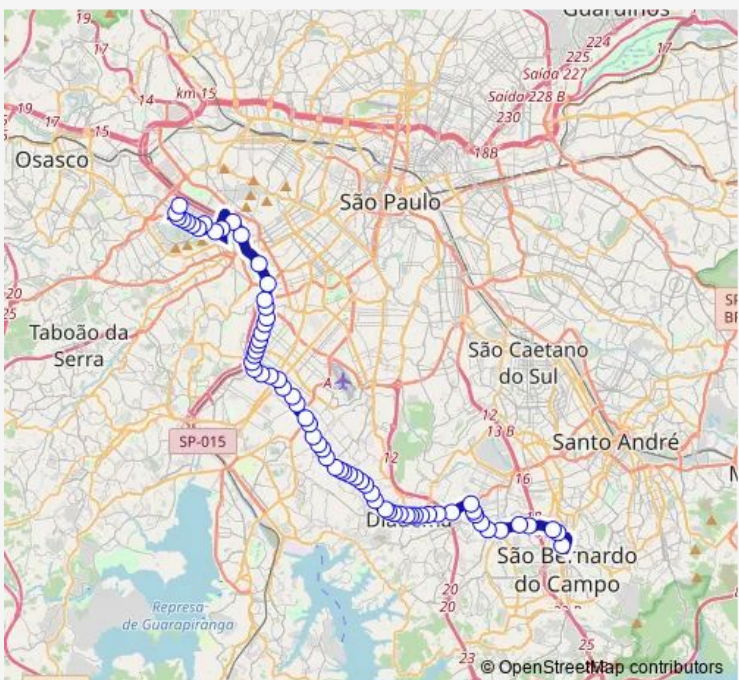 Guarulhos
19
17
224
225
17
Saída 227
km 15
14
Saída 228 B
19
17
15
230
18B
Osasco
São Paulo
20
25
SP
BR
Taboão da
Serra
São Caetano
do Sul
A
12
13 B
SP-015
Santo André
12
16
Diadema
18
São Bernardo
do Campo
20
20
Represa
de Guarapiranga
23
25
© OpenStreetMap contributors